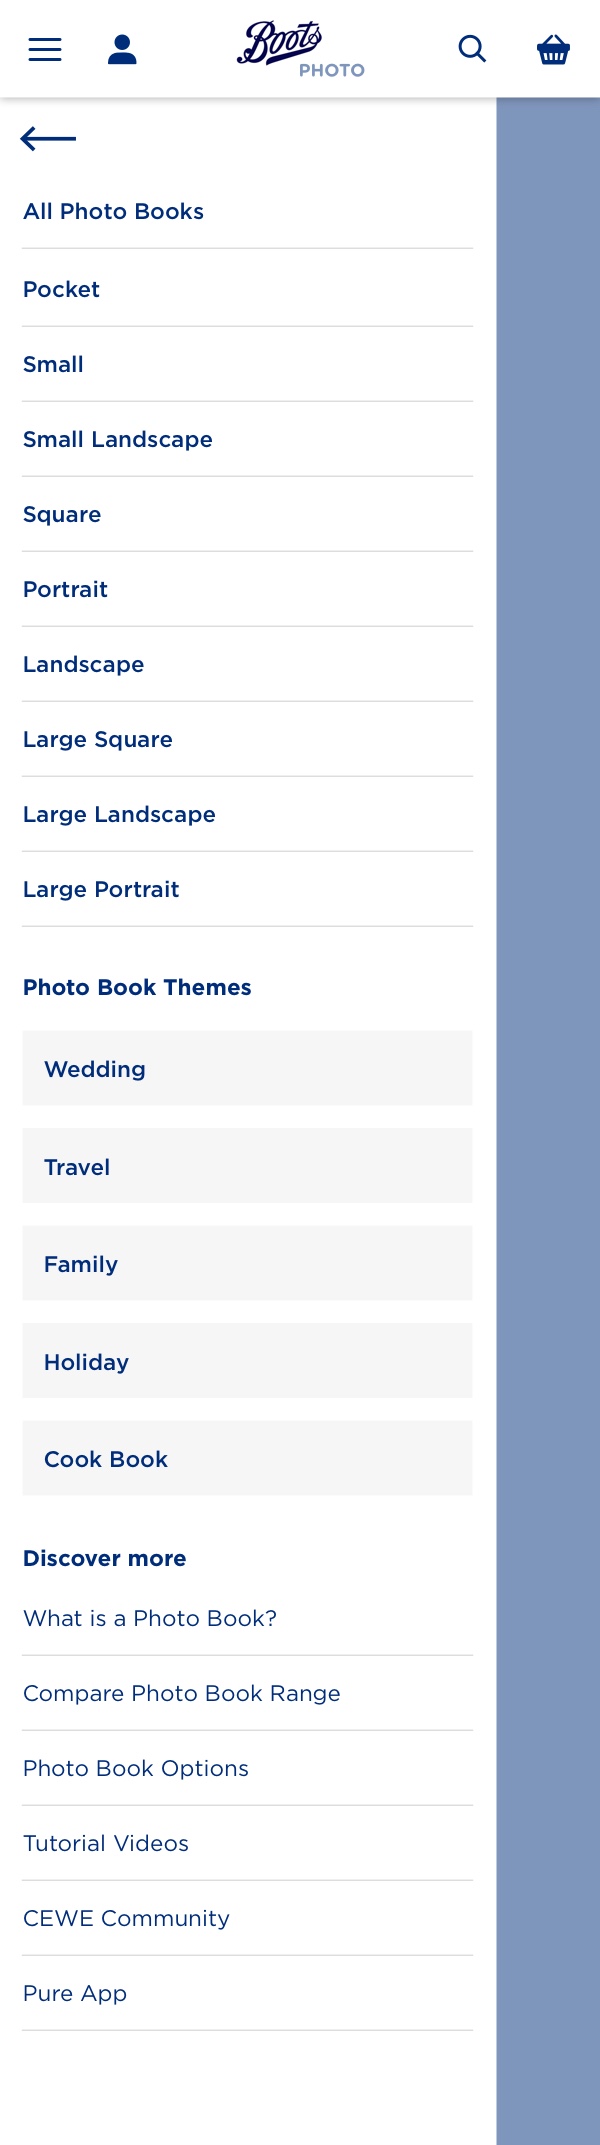 Boots
PHOTO
All Photo Books
Pocket
Small
Small Landscape
Square
Portrait
Landscape
Large Square
Large Landscape
Large Portrait
Photo Book Themes
Wedding
Travel
Family
Holiday
Cook Book
Discover more
What is a Photo Book?
Compare Photo Book Range
Photo Book Options
Tutorial Videos
CEWE Community
Pure App